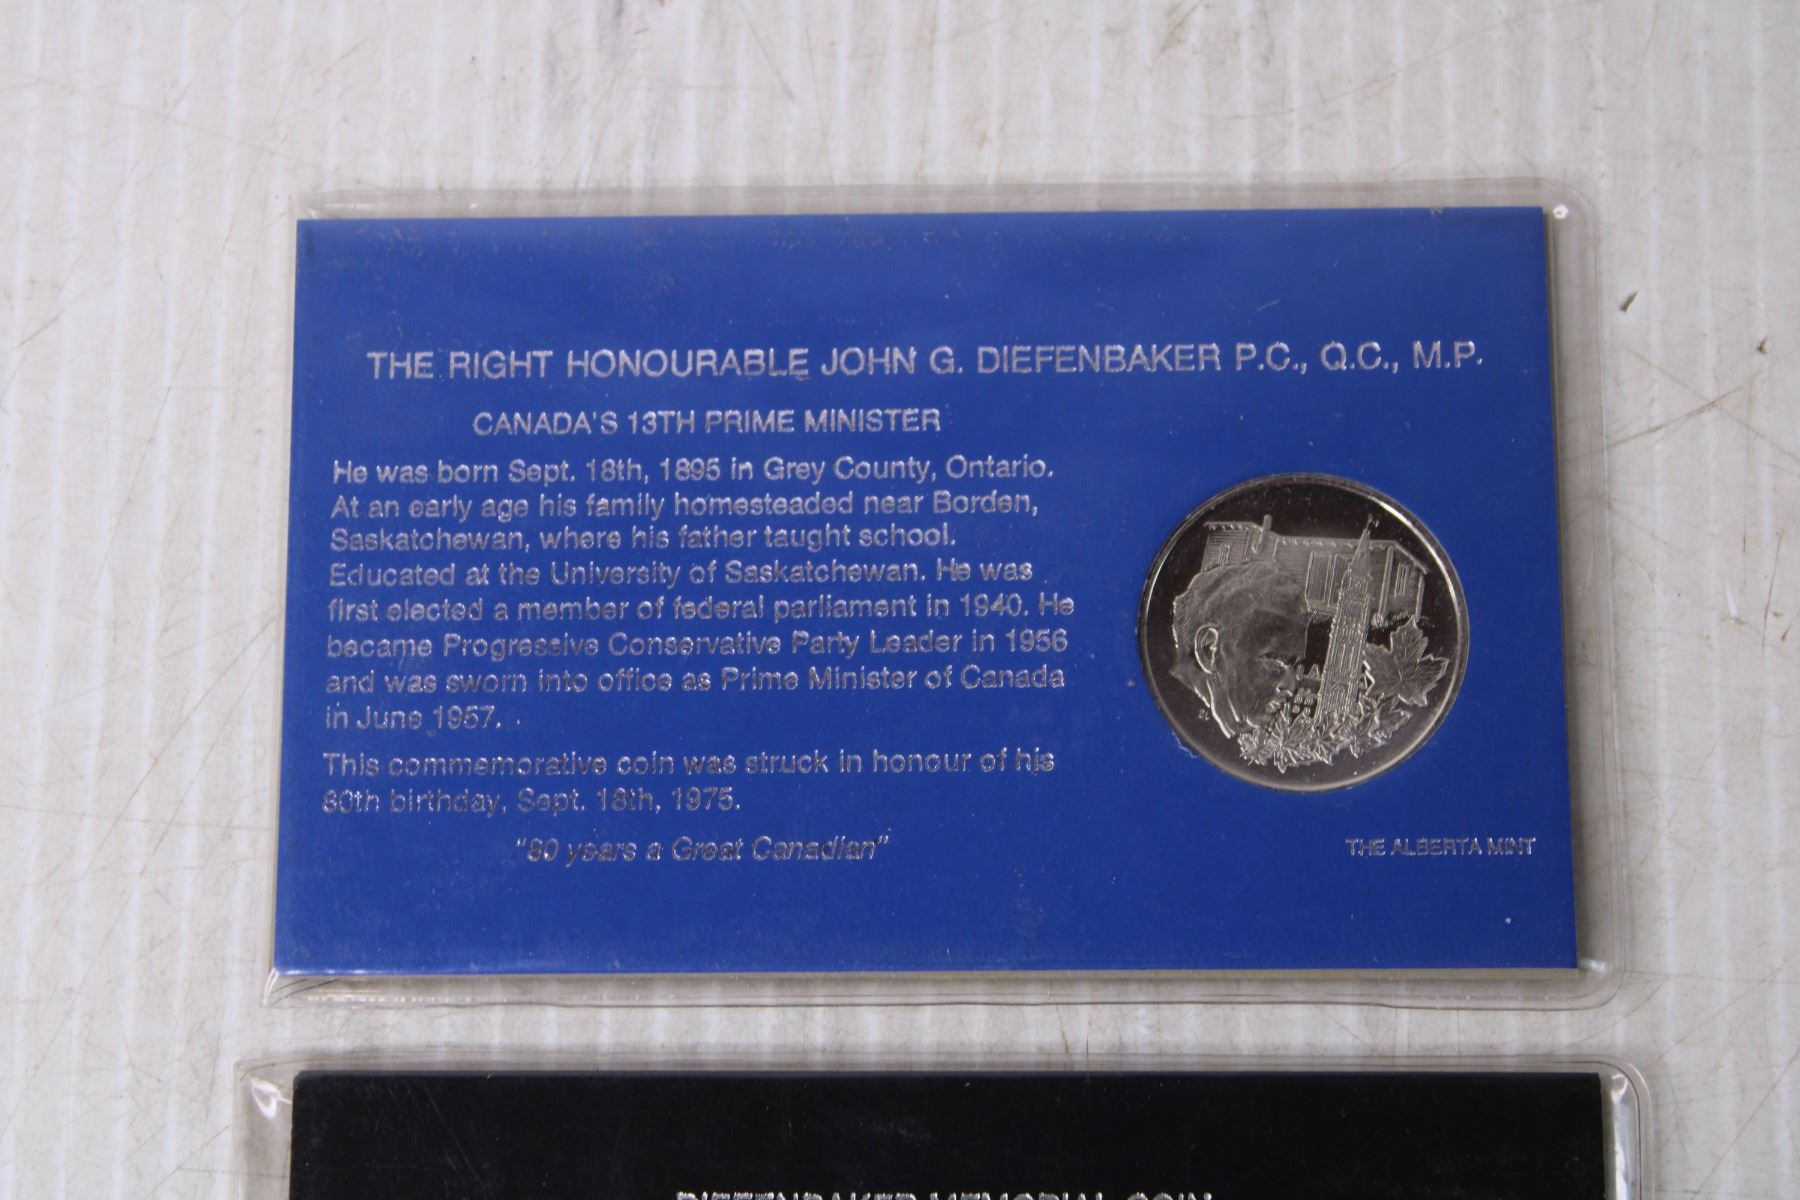 THE RIGHT HONOURABLE JOHN G. DIEFENBAKER P.C., Q.C., M.P.
CANADA'S 13TH PRIME MINISTER
He was born Sept. 18th, 1895 in Grey County, Ontario.
At an early age his family homesteaded near Borden,
Saskatchewan, where his father taught school.
Educated at the University of Saskatchewan. He was
first elected a member of federal parliament in 1940. He
became Progressive Conservative Party Leader in 1956
and was sworn into office as Prime Minister of Canada
in June 1957.
This commemorative coin was struck in honour of his
80th birthday, Sept. 18th, 1975.
"80 years a Great Canadian"
THE ALBERTA MINT
DIEFENBAKER MEMORIAL COIN